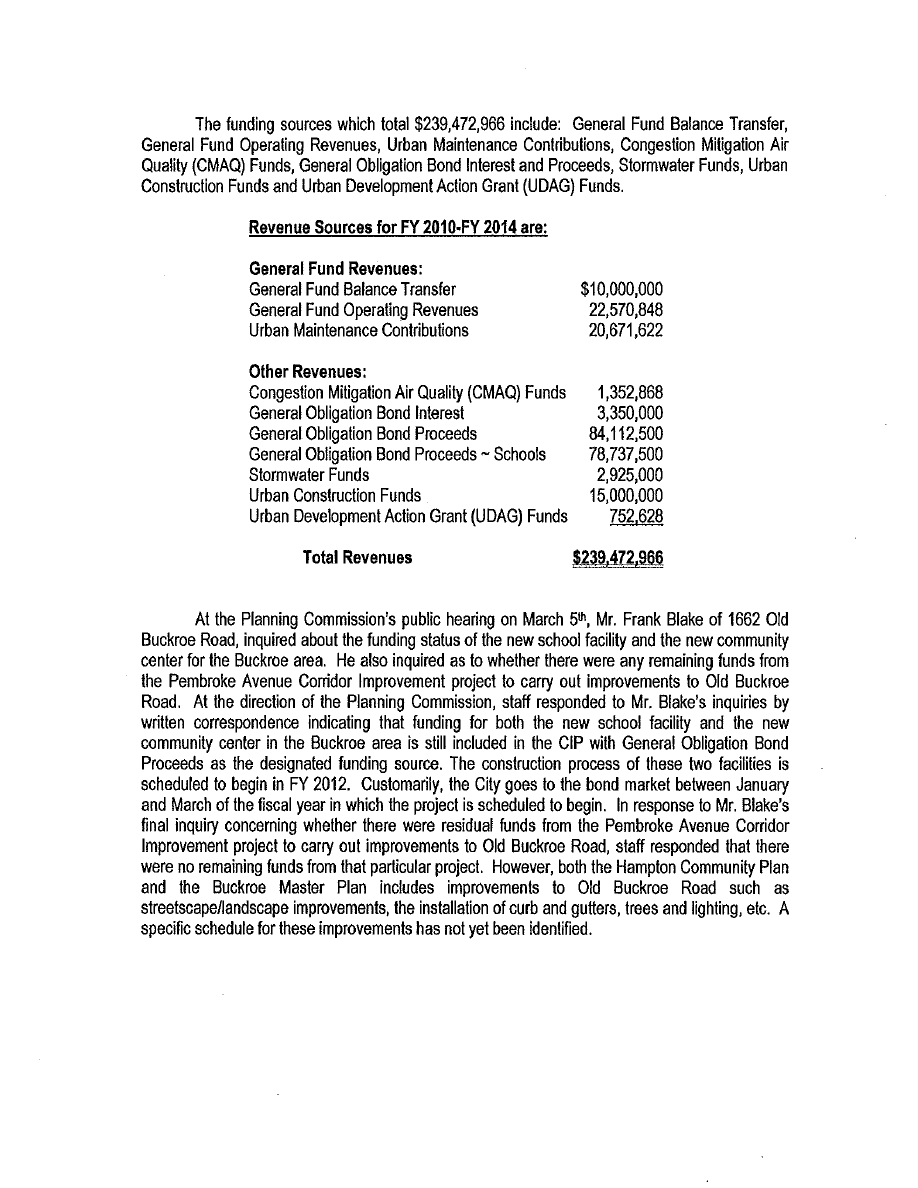 The funding sources which total $239,472,966 include: General Fund Balance Transfer,
General Fund Operating Revenues, Urban Maintenance Contributions, Congestion Mitigation Air
Quality (CMAQ) Funds, General Obligation Bond Interest and Proceeds, Stormwater Funds, Urban
Construction Funds and Urban Development Action Grant (UDAG) Funds.
Revenue Sources for FY 2010-FY 2014 are:
General Fund Revenues:
General Fund Balance Transfer $10,000,000
General Fund Operating Revenues 22,570,848
Urban Maintenance Contributions 20,671,622
Other Revenues:
Congestion Mitigation Air Quality (CMAQ) Funds 1,352,868
General Obligation Bond Interest 3,350,000
General Obligation Bond Proceeds 84,112,500
General Obligation Bond Proceeds ~ Schools 78,737,500
Stormwater Funds 2,925,000
Urban Construction Funds 15,000,000
Urban Development Action Grant (UDAG) Funds 752,628
Total Revenues $239,472,966
At the Planning Commission's public hearing on March 5th, Mr. Frank Blake of 1662 Old
Buckroe Road, inquired about the funding status of the new school facility and the new community
center for the Buckroe area. He also inquired as to whether there were any remaining funds from
the Pembroke Avenue Corridor Improvement project to carry out improvements to Old Buckroe
Road. At the direction of the Planning Commission, staff responded to Mr. Blake's inquiries by
written correspondence indicating that funding for both the new school facility and the new
community center in the Buckroe area is still included in the CIP with General Obligation Bond
Proceeds as the designated funding source. The construction process of these two facilities is
scheduled to begin in FY 2012. Customarily, the City goes to the bond market between January
and March of the fiscal year in which the project is scheduled to begin. In response to Mr. Blake's
final inquiry concerning whether there were residual funds from the Pembroke Avenue Corridor
Improvement project to carry out improvements to Old Buckroe Road, staff responded that there
were no remaining funds from that particular project. However, both the Hampton Community Plan
and the Buckroe Master Plan includes improvements to Old Buckroe Road such as
streetscape/landscape improvements, the installation of curb and gutters, trees and lighting, etc. A
specific schedule for these improvements has not yet been identified.